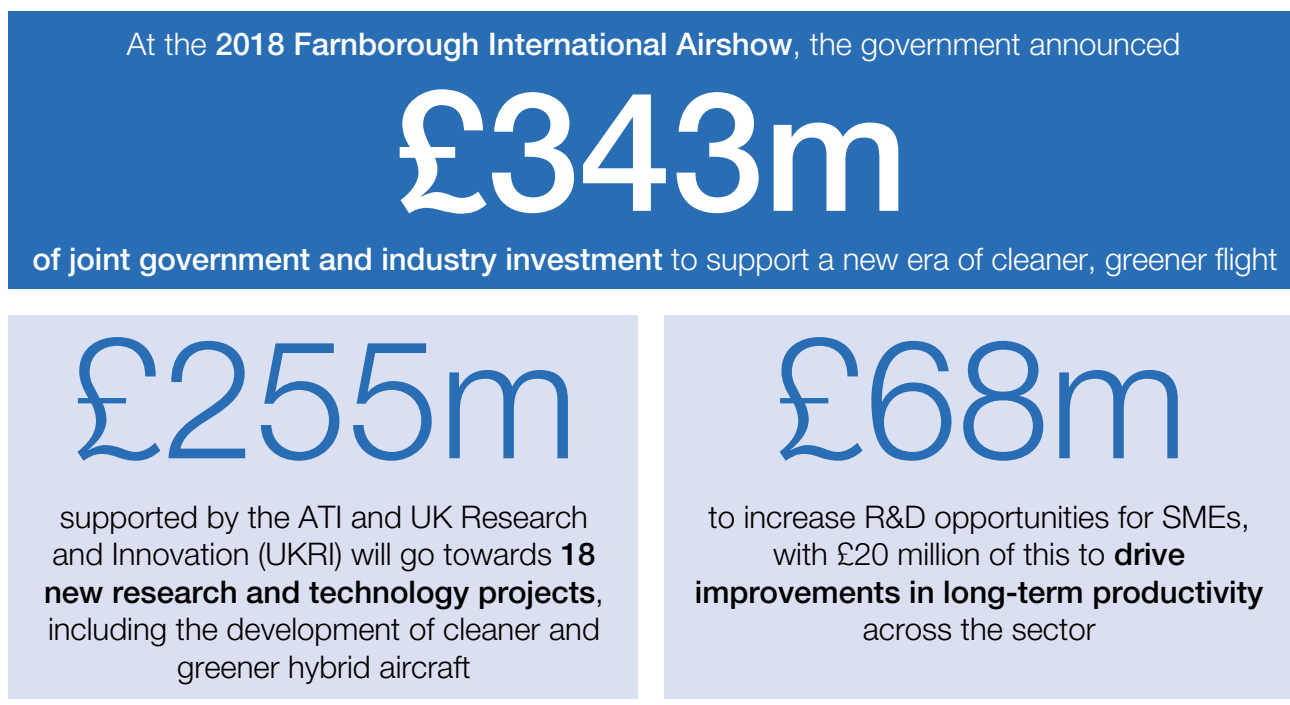 At the 2018 Farnborough International Airshow, the government announced
£343m
of joint government and industry investment to support a new era of cleaner, greener flight
£255m
supported by the ATI and UK Research
and Innovation (UKRI) will go towards 18
new research and technology projects,
including the development of cleaner and
greener hybrid aircraft
£68m
to increase R&D opportunities for SMEs,
with £20 million of this to drive
improvements in long-term productivity
across the sector